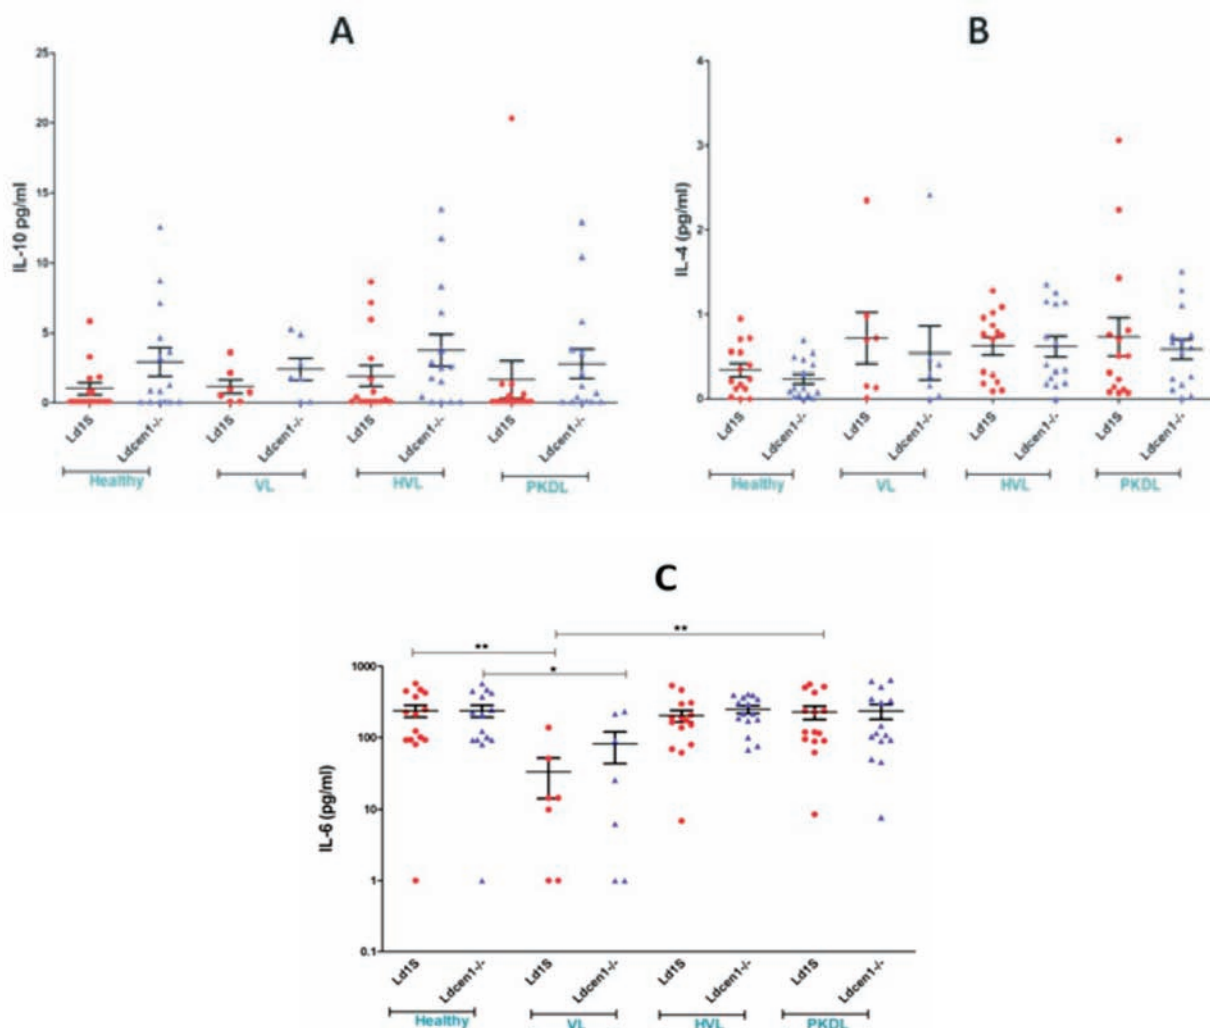 A
25
20
15
10
5
0
IL-10 pg/ml
Ld1S
Ldcen1-/-
Ld1S
Ldcen1-/-
Ld1S
Ldcen1-/-
Ld1S
Ldcen1-/-
Healthy
VL
HVL
PKDL
B
4
3
2
1
0
IL-4 (pg/ml)
Ld1S
Ldcen1-/-
Ld1S
Ldcen1-/-
Ld1S
Ldcen1-/-
Ld1S
Ldcen1-/-
Healthy
VL
HVL
PKDL
C
**
**
*
1000
100
10
1
0.1
IL-6 (pg/ml)
Ld1S
Ldcen1-/-
Ld1S
Ldcen1-/-
Ld1S
Ldcen1-/-
Ld1S
Ldcen1-/-
Healthy
VL
HVL
PKDL